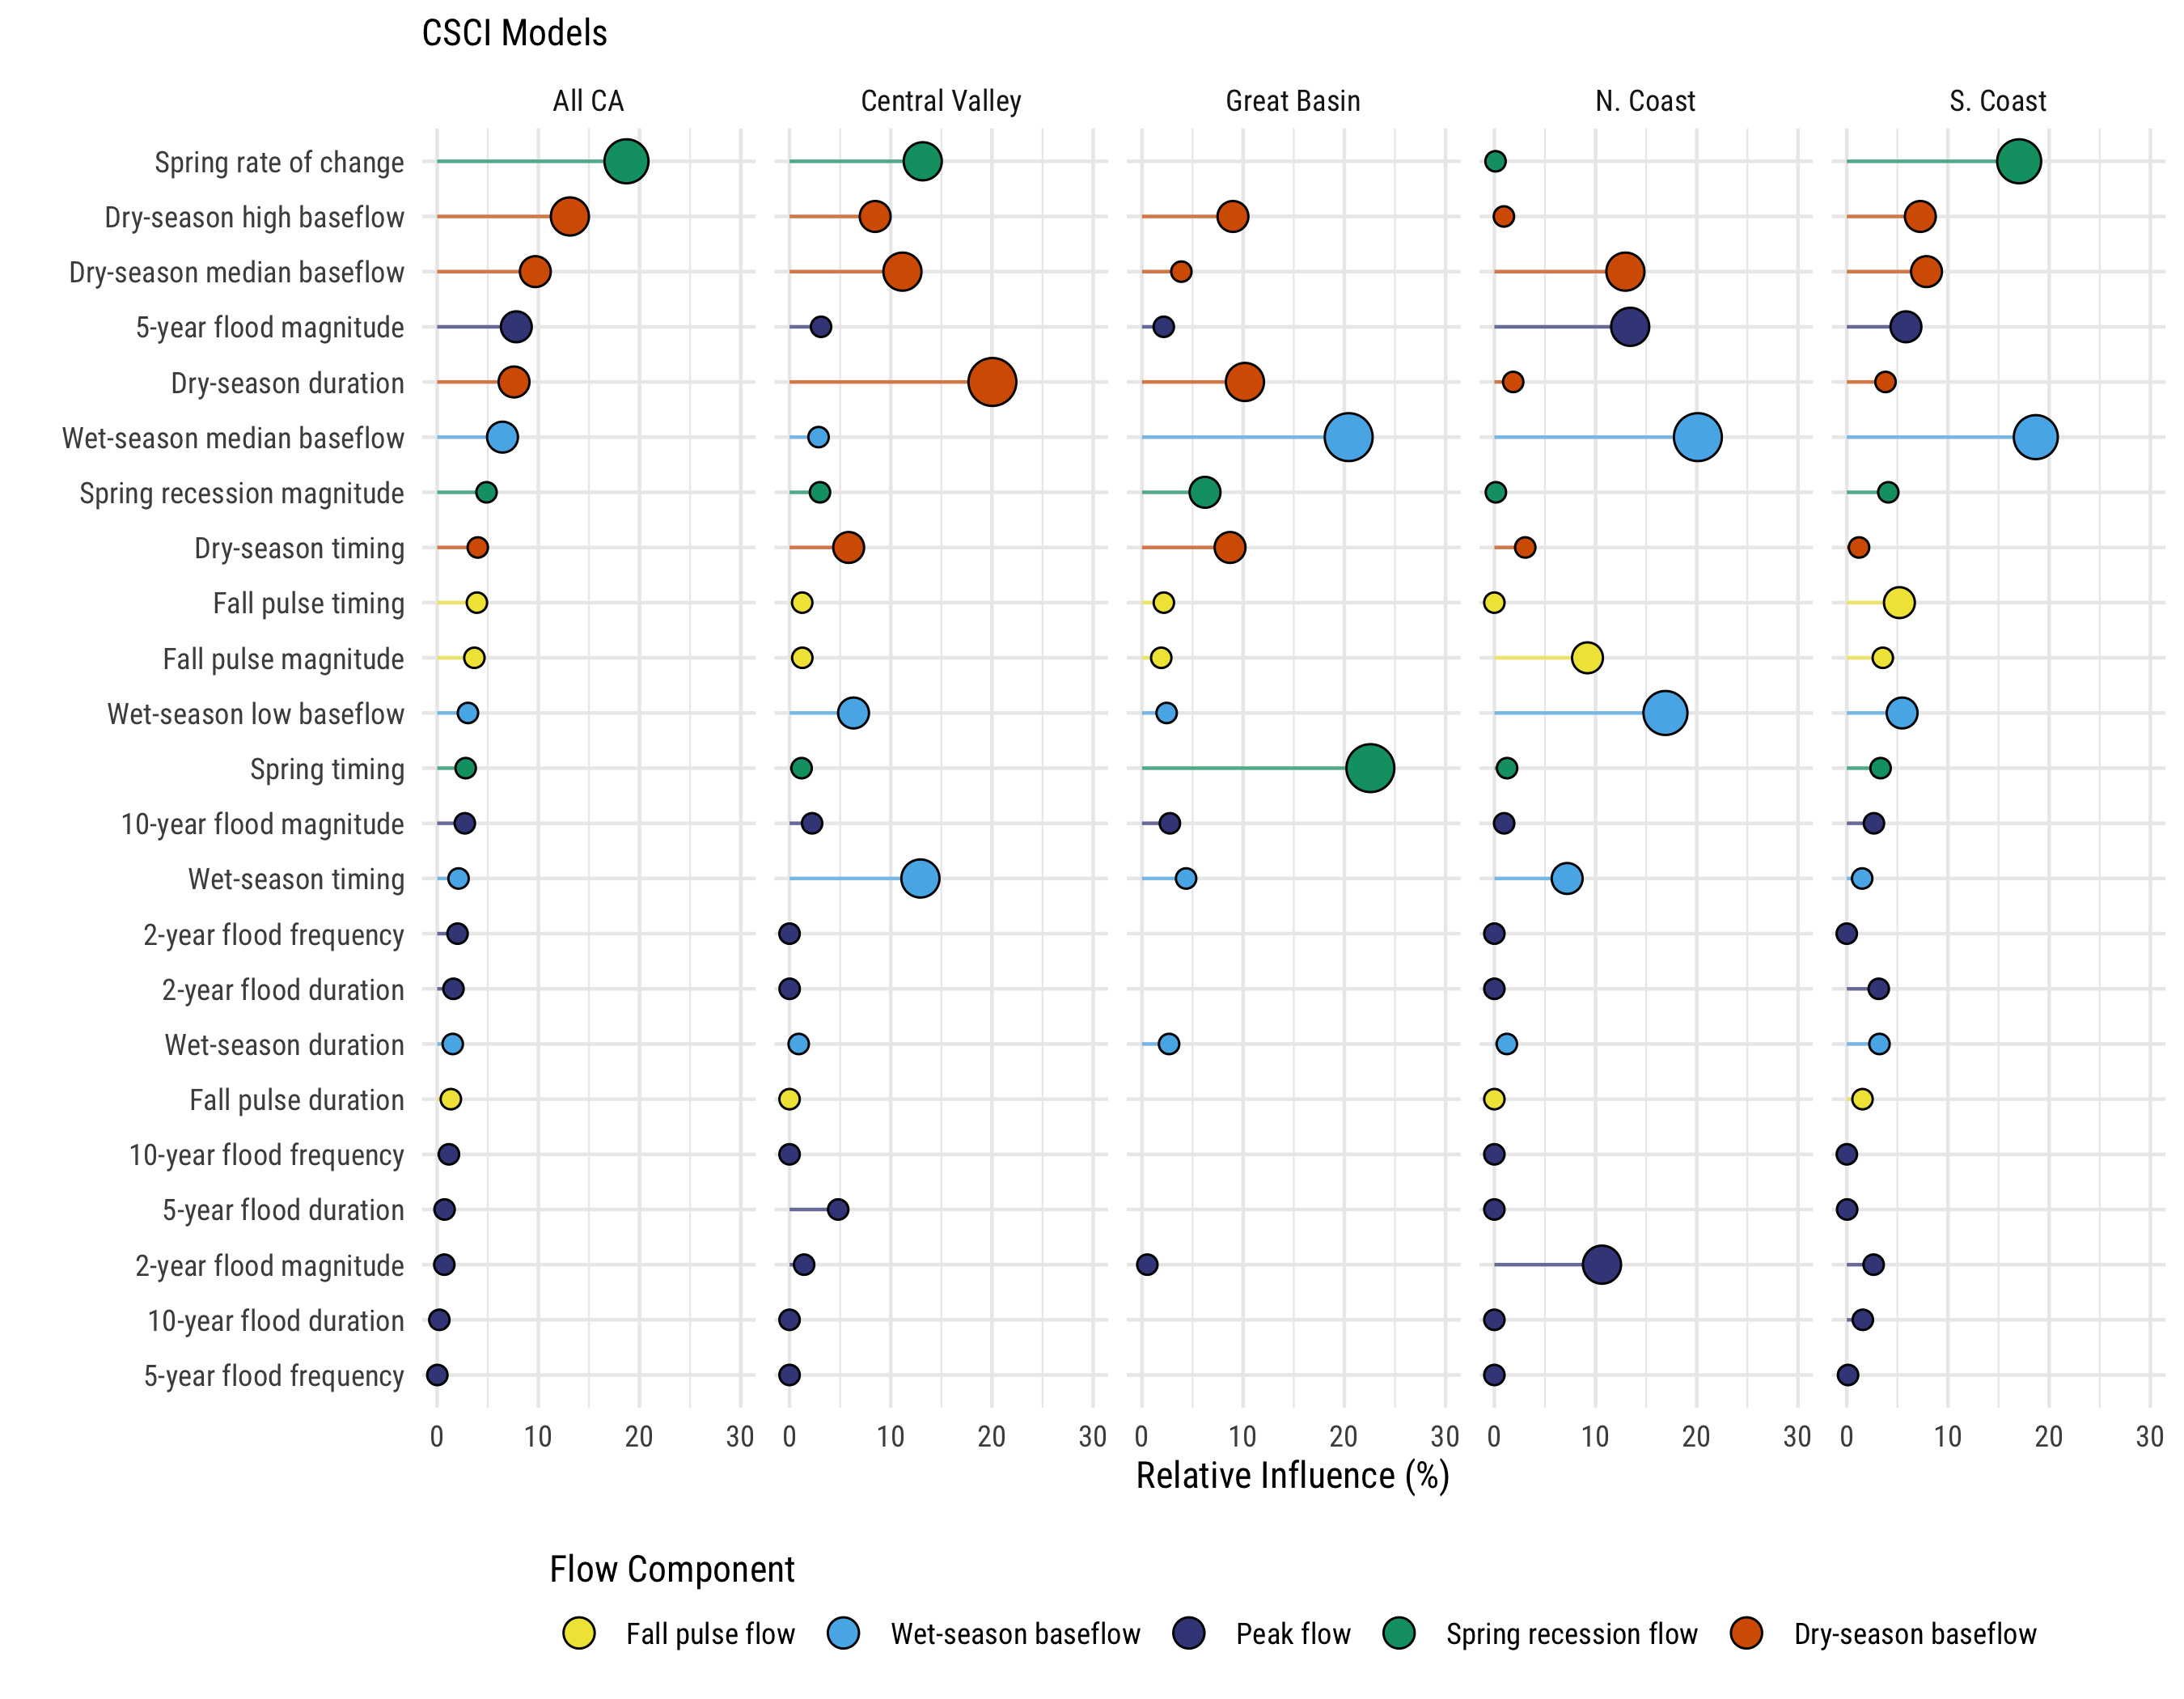 CSCI Models
All CA
Central Valley
Great Basin
N. Coast
S. Coast
Spring rate of change
Dry-season high baseflow
Dry-season median baseflow
5-year flood magnitude
Dry-season duration
Wet-season median baseflow
Spring recession magnitude
Dry-season timing
Fall pulse timing
Fall pulse magnitude
Wet-season low baseflow
Spring timing
10-year flood magnitude
Wet-season timing
2-year flood frequency
2-year flood duration
Wet-season duration
Fall pulse duration
10-year flood frequency
5-year flood duration
2-year flood magnitude
10-year flood duration
5-year flood frequency
0 10 20 30 0 10 20 30 0 10 20 30 0 10 20 30 0 10 20 30
Relative Influence (%)
Flow Component
Fall pulse flow
Wet-season baseflow
Peak flow
Spring recession flow
Dry-season baseflow